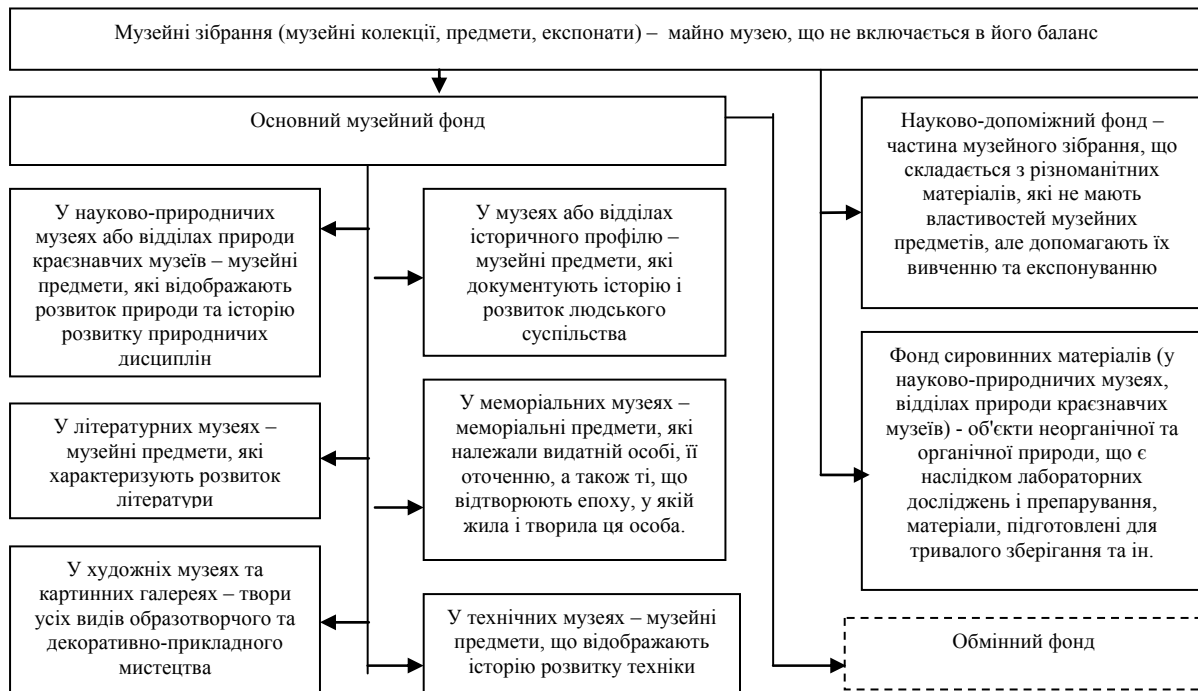 Музейні зібрання (музейні колекції, предмети, експонати) – майно музею, що не включається в його баланс
Основний музейний фонд
У науково-природничих
музеях або відділах природи
краєзнавчих музеїв – музейні
предмети, які відображають
розвиток природи та історію
розвитку природничих
дисциплін
У музеях або відділах
історичного профілю –
музейні предмети, які
документують історію і
розвиток людського
суспільства
У літературних музеях –
музейні предмети, які
характеризують розвиток
літератури
У меморіальних музеях –
меморіальні предмети, які
належали видатній особі, її
оточенню, а також ті, що
відтворюють епоху, у якій
жила і творила ця особа.
У художніх музеях та
картинних галереях – твори
усіх видів образотворчого та
декоративно-прикладного
мистецтва
У технічних музеях – музейні
предмети, що відображають
історію розвитку техніки
Науково-допоміжний фонд –
частина музейного зібрання, що
складається з різноманітних
матеріалів, які не мають
властивостей музейних
предметів, але допомагають їх
вивченню та експонуванню
Фонд сировинних матеріалів (у
науково-природничих музеях,
відділах природи краєзнавчих
музеїв) - об'єкти неорганічної та
органічної природи, що є
наслідком лабораторних
досліджень і препарування,
матеріали, підготовлені для
тривалого зберігання та ін.
Обмінний фонд